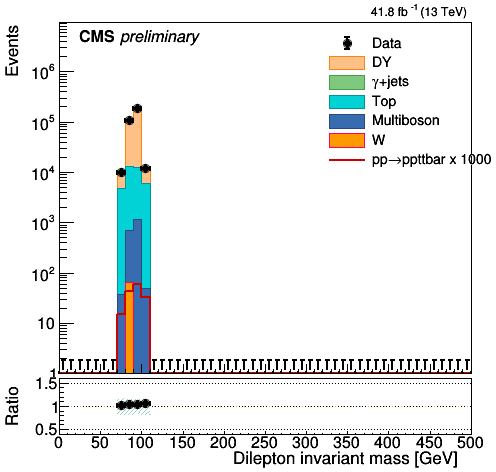 41.8 fb⁻¹ (13 TeV)
CMS preliminary
Events
Data
DY
γ+jets
Top
Multiboson
W
pp→ppttbar x 1000
10⁶
10⁵
10⁴
10³
10²
10
1
Ratio
1.5
1
0.5
0 50 100 150 200 250 300 350 400 450 500
Dilepton invariant mass [GeV]